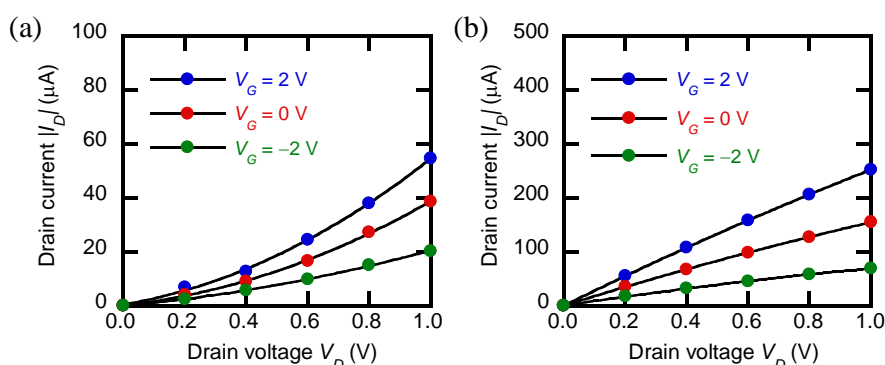 (a)
Drain current |I_D| (μA)
100
80
60
40
20
0
V_G = 2 V
V_G = 0 V
V_G = −2 V
0.0 0.2 0.4 0.6 0.8 1.0
Drain voltage V_D (V)
(b)
Drain current |I_D| (μA)
500
400
300
200
100
0
V_G = 2 V
V_G = 0 V
V_G = −2 V
0.0 0.2 0.4 0.6 0.8 1.0
Drain voltage V_D (V)